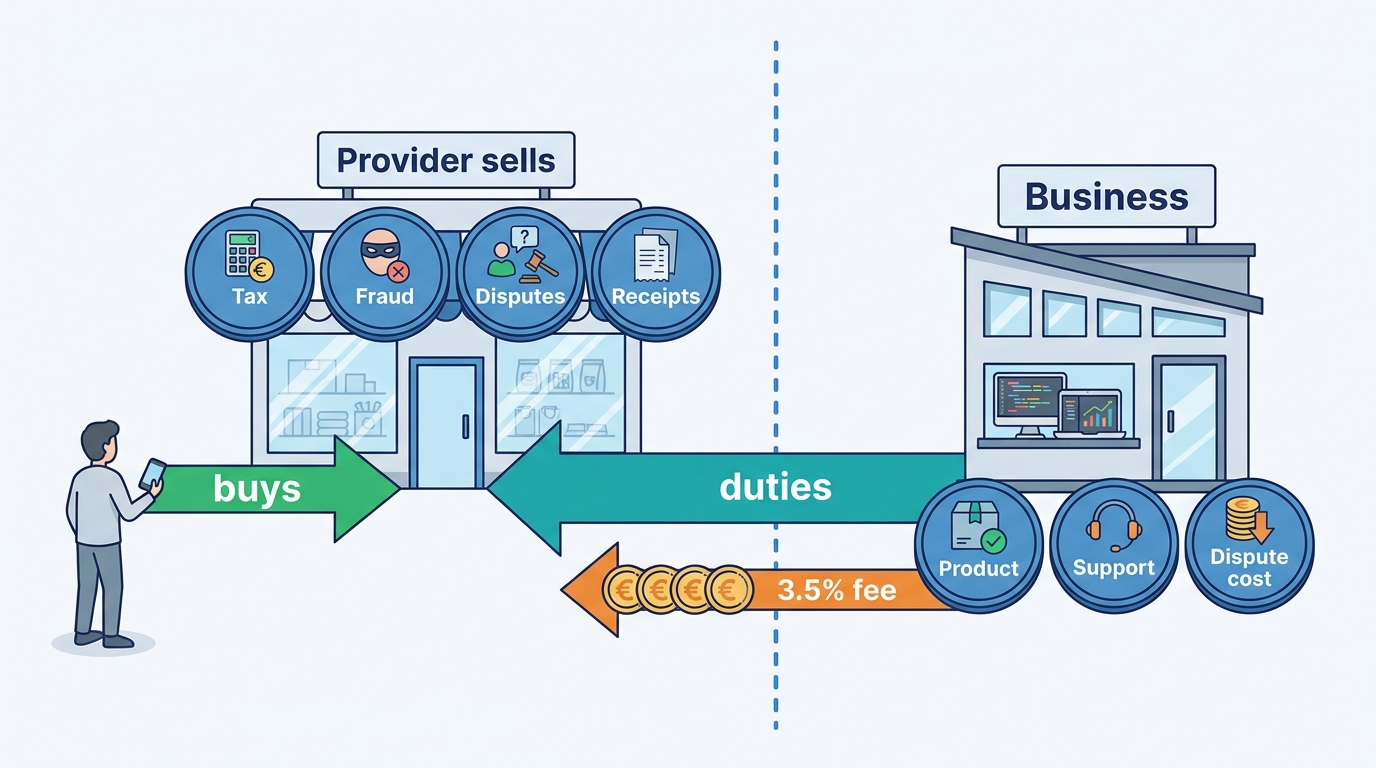 Provider sells
Business
Tax
Fraud
Disputes
Receipts
?
€
buys
duties
€ € € €
3.5% fee
Product
Support
€
Dispute
cost